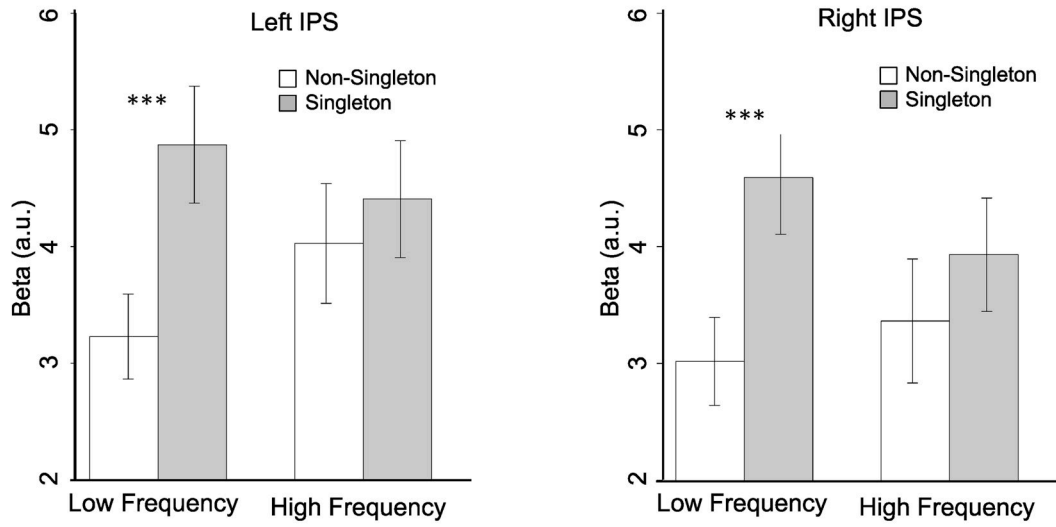 Left IPS
Non-Singleton
Singleton
***
6
5
4
3
2
Beta (a.u.)
Low Frequency
High Frequency
Right IPS
Non-Singleton
Singleton
***
6
5
4
3
2
Beta (a.u.)
Low Frequency
High Frequency